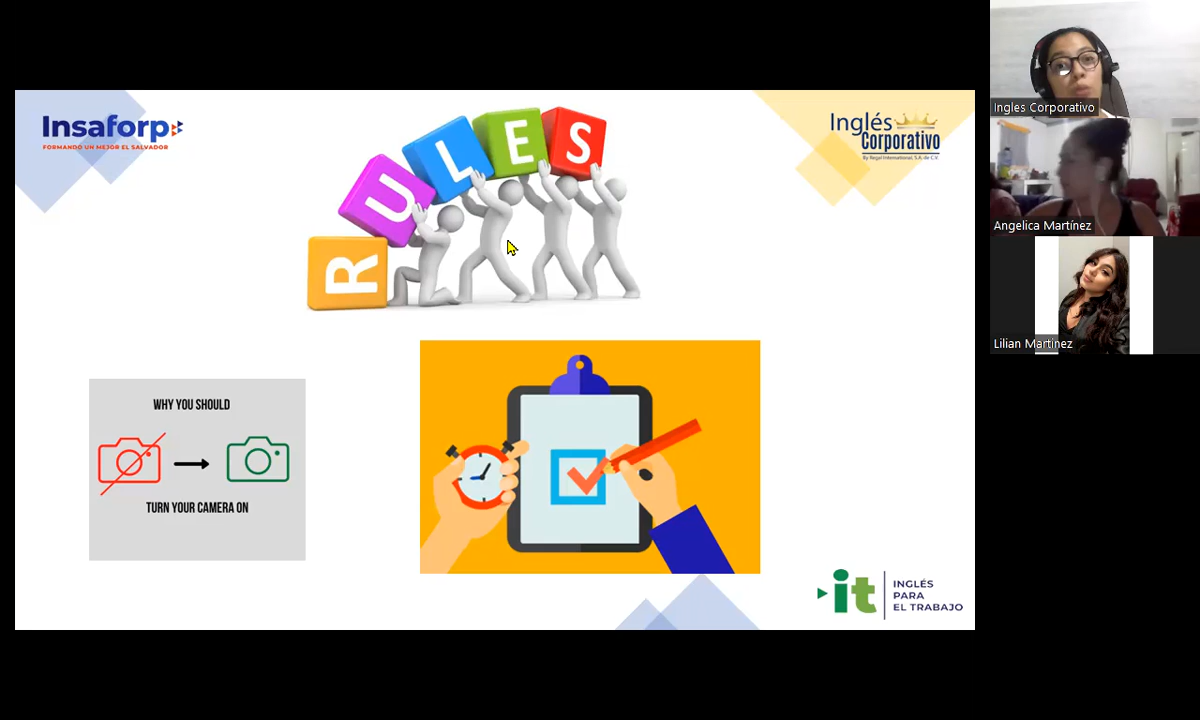 Insaforp
FORMANDO UN MEJOR EL SALVADOR
RULES
Inglés
Corporativo
By Regal International, S.A. de C.V.
WHY YOU SHOULD
TURN YOUR CAMERA ON
it
INGLÉS
PARA
EL TRABAJO
Ingles Corporativo
Angelica Martínez
Lilian Martinez